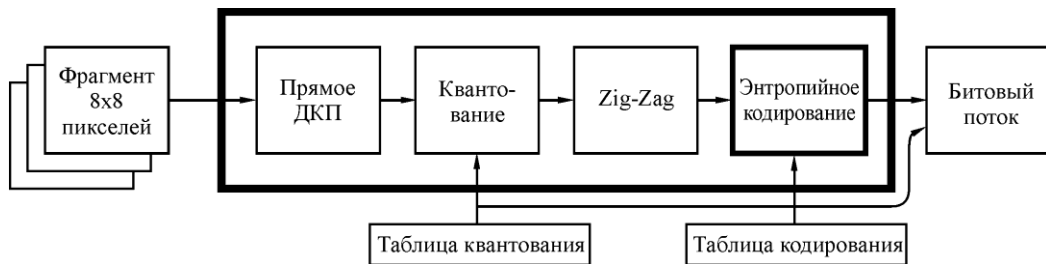 Фрагмент
8x8
пикселей
Прямое
ДКП
Кванто-
вание
Zig-Zag
Энтропийное
кодирование
Битовый
поток
Таблица квантования
Таблица кодирования